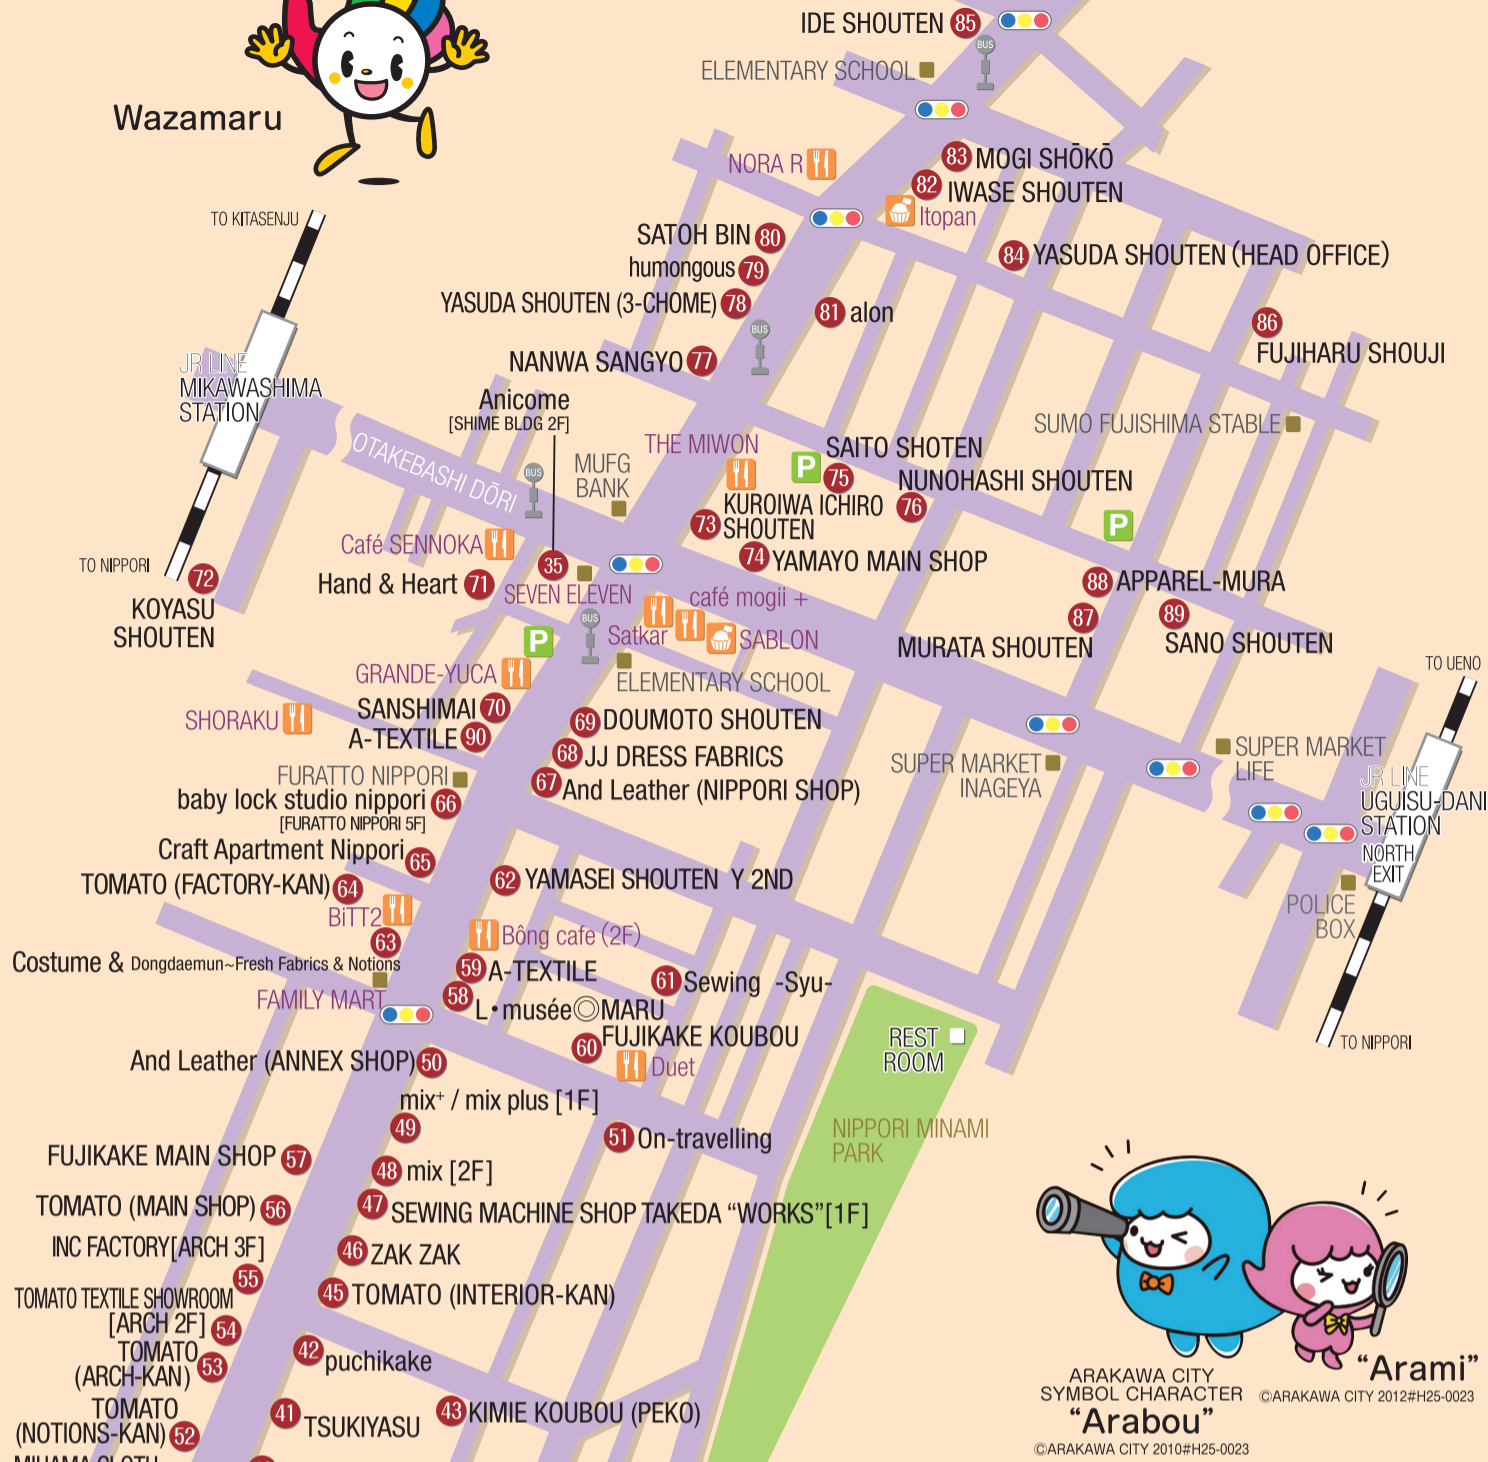 IDE SHOUTEN 85
BUS
ELEMENTARY SCHOOL
Wazamaru
83 MOGI SHŌKŌ
NORA R
82 IWASE SHOUTEN
Itopan
TO KITASENJU
SATOH BIN 80
84 YASUDA SHOUTEN (HEAD OFFICE)
humongous 79
YASUDA SHOUTEN (3-CHOME) 78
81 alon
86
FUJIHARU SHOUJI
BUS
NANWA SANGYO 77
JR LINE
MIKAWASHIMA
STATION
Anicome
[SHIME BLDG 2F]
SUMO FUJISHIMA STABLE
OTAKEBASHI DŌRI
THE MIWON
P
SAITO SHOTEN
75
MUFG
BANK
BUS
NUNOHASHI SHOUTEN
76
KUROIWA ICHIRO
73 SHOUTEN
P
Café SENNOKA
74 YAMAYO MAIN SHOP
TO NIPPORI
72
KOYASU
SHOUTEN
35
Hand & Heart 71
SEVEN ELEVEN
café mogii +
88 APPAREL-MURA
87
MURATA SHOUTEN
89
SANO SHOUTEN
BUS
P
Satkar
SABLON
TO UENO
GRANDE-YUCA
ELEMENTARY SCHOOL
SANSHIMAI 70
SHORAKU
69 DOUMOTO SHOUTEN
A-TEXTILE 90
68 JJ DRESS FABRICS
SUPER MARKET
LIFE
SUPER MARKET
INAGEYA
JR LINE
UGUISU-DANI
STATION
NORTH
EXIT
FURATTO NIPPORI
67 And Leather (NIPPORI SHOP)
baby lock studio nippori 66
[FURATTO NIPPORI 5F]
Craft Apartment Nippori 65
TOMATO (FACTORY-KAN) 64
62 YAMASEI SHOUTEN Y 2ND
POLICE
BOX
BiTT2
63
Bông cafe (2F)
Costume & Dongdaemun~Fresh Fabrics & Notions
59 A-TEXTILE
61 Sewing -Syu-
FAMILY MART
58 L・musée◎MARU
FUJIKAKE KOUBOU
60
REST
ROOM
TO NIPPORI
And Leather (ANNEX SHOP) 50
Duet
mix+ / mix plus [1F]
49
51 On-travelling
NIPPORI MINAMI
PARK
FUJIKAKE MAIN SHOP 57
48 mix [2F]
TOMATO (MAIN SHOP) 56
47 SEWING MACHINE SHOP TAKEDA “WORKS”[1F]
INC FACTORY[ARCH 3F]
55
46 ZAK ZAK
TOMATO TEXTILE SHOWROOM
[ARCH 2F] 54
45 TOMATO (INTERIOR-KAN)
TOMATO
(ARCH-KAN) 53
42 puchikake
TOMATO
(NOTIONS-KAN) 52
41 TSUKIYASU
43 KIMIE KOUBOU (PEKO)
ARAKAWA CITY
SYMBOL CHARACTER
“Arabou”
©ARAKAWA CITY 2010#H25-0023
“Arami”
©ARAKAWA CITY 2012#H25-0023